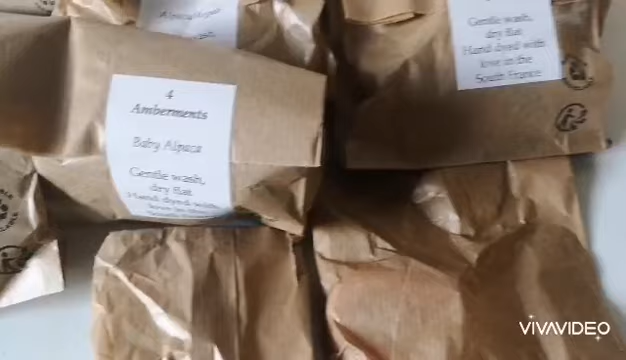 Gentle wash,
dry flat
Hand dyed with
love in the
South France
4
Amberments
Baby Alpaca
Gentle wash,
dry flat
Hand dyed with
VIVAVIDEO